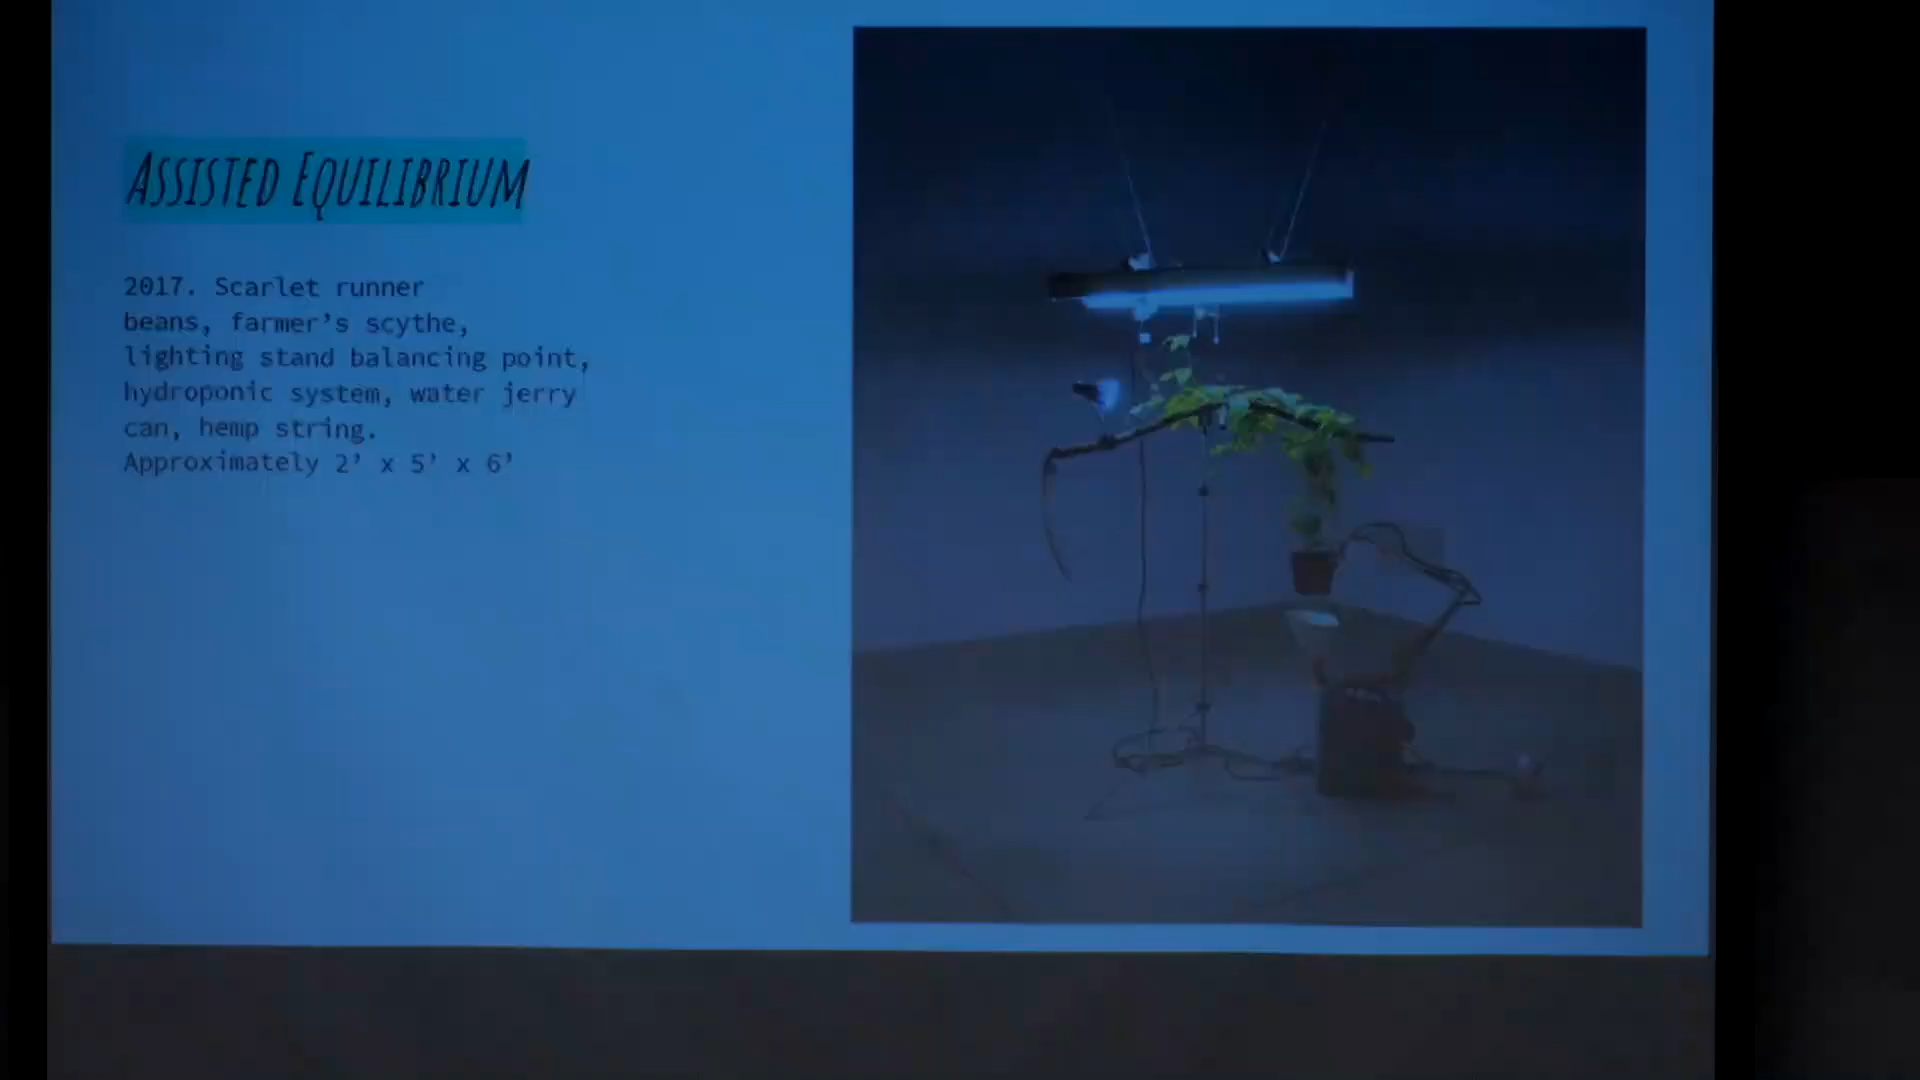 Assisted Equilibrium
2017. Scarlet runner
beans, farmer’s scythe,
lighting stand balancing point,
hydroponic system, water jerry
can, hemp string.
Approximately 2’ x 5’ x 6’